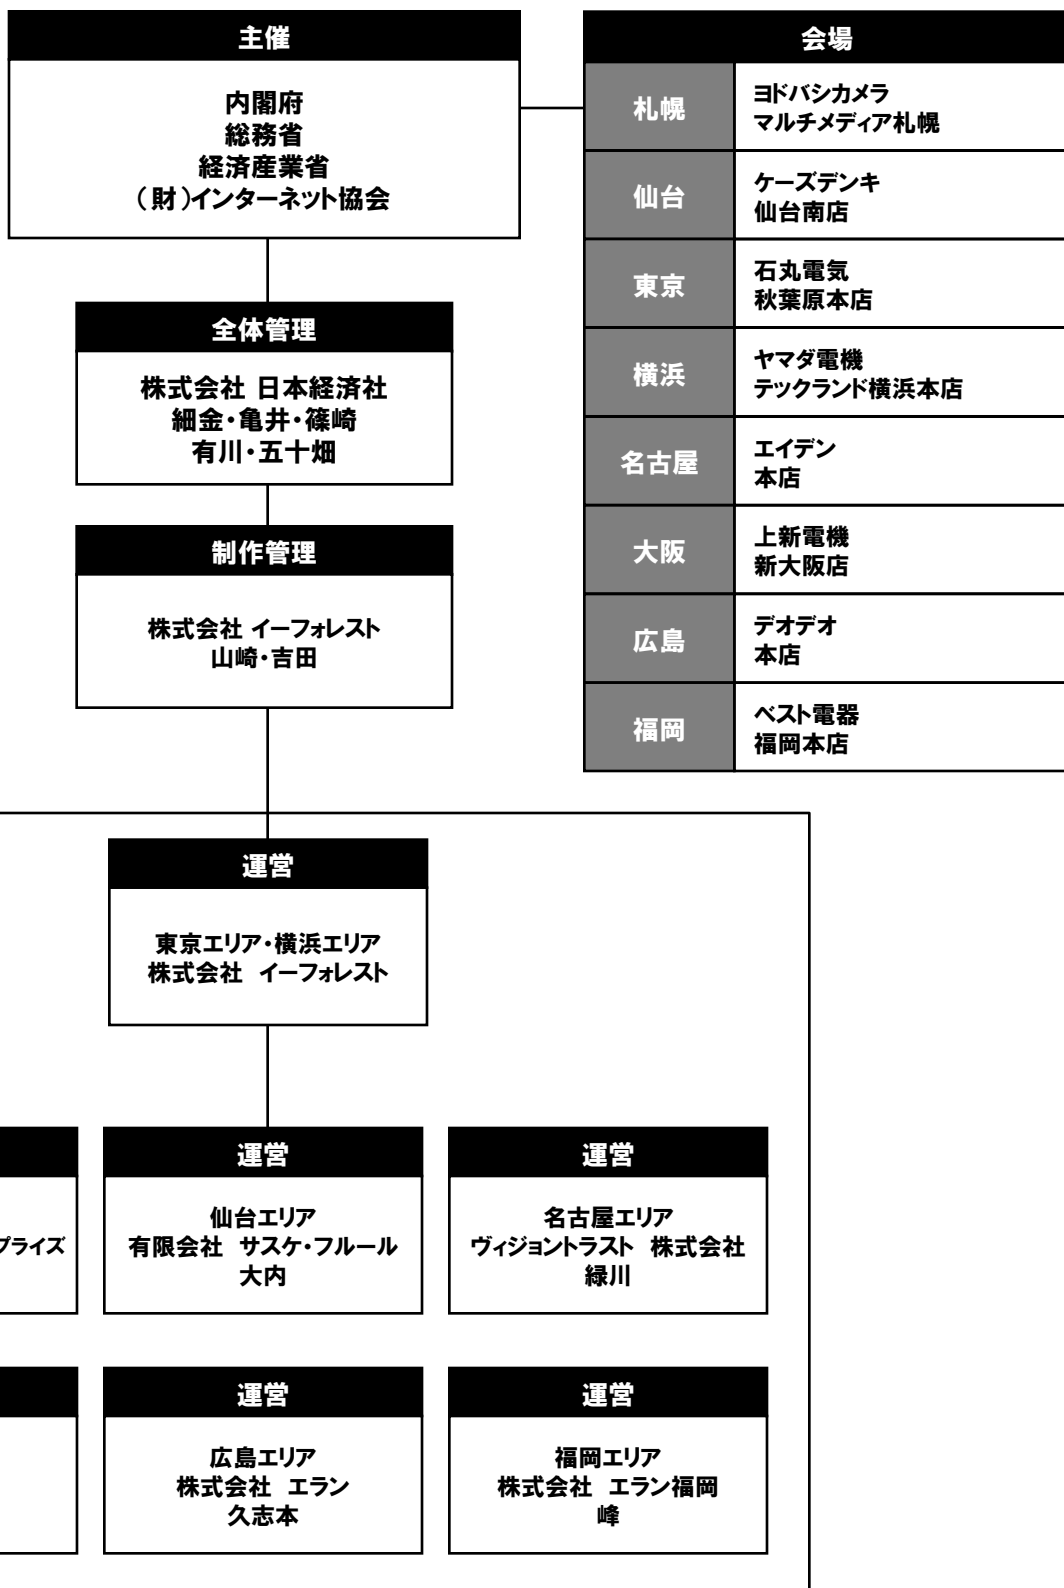 主催
内閣府
総務省
経済産業省
（財）インターネット協会
会場
札幌
ヨドバシカメラ
マルチメディア札幌
仙台
ケーズデンキ
仙台南店
東京
石丸電気
秋葉原本店
横浜
ヤマダ電機
テックランド横浜本店
名古屋
エイデン
本店
大阪
上新電機
新大阪店
広島
デオデオ
本店
福岡
ベスト電器
福岡本店
全体管理
株式会社 日本経済社
細金・亀井・篠崎
有川・五十畑
制作管理
株式会社 イーフォレスト
山崎・吉田
運営
東京エリア・横浜エリア
株式会社　イーフォレスト
プライズ
運営
仙台エリア
有限会社　サスケ・フルール
大内
運営
名古屋エリア
ヴィジョントラスト　株式会社
緑川
運営
広島エリア
株式会社　エラン
久志本
運営
福岡エリア
株式会社　エラン福岡
峰